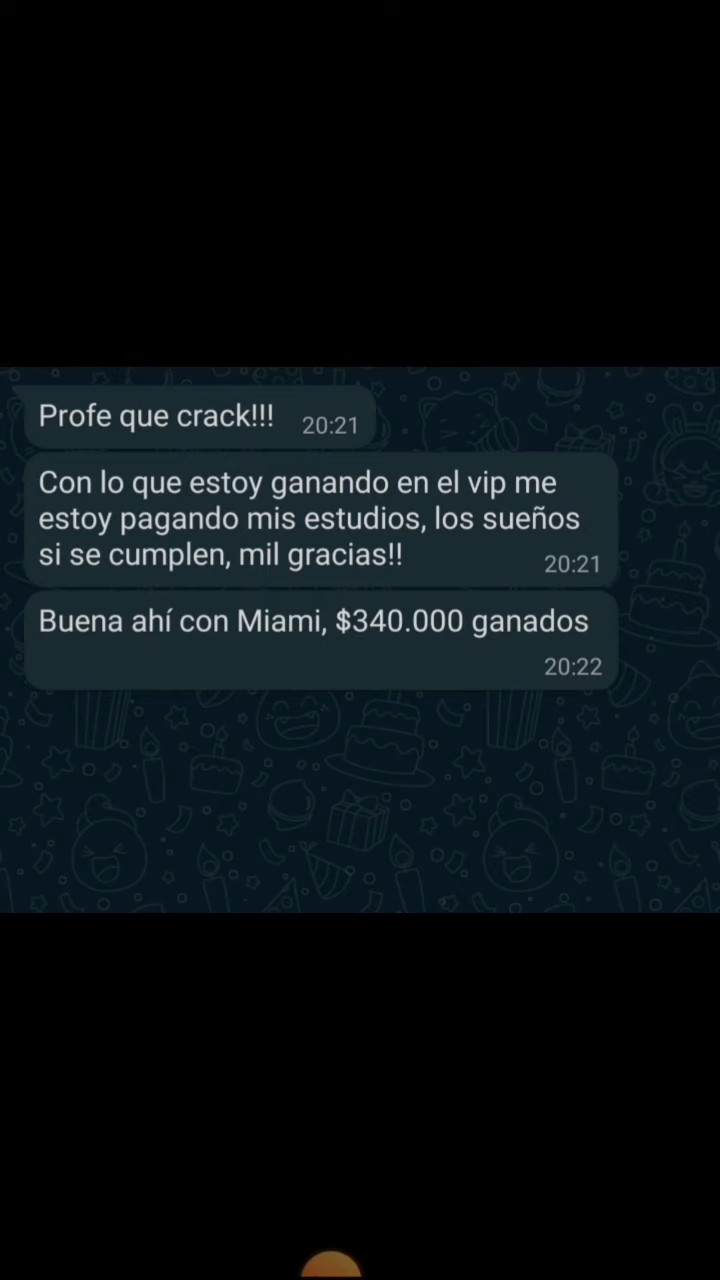 Profe que crack!!! 20:21
Con lo que estoy ganando en el vip me
estoy pagando mis estudios, los sueños
si se cumplen, mil gracias!! 20:21
Buena ahí con Miami, $340.000 ganados
20:22